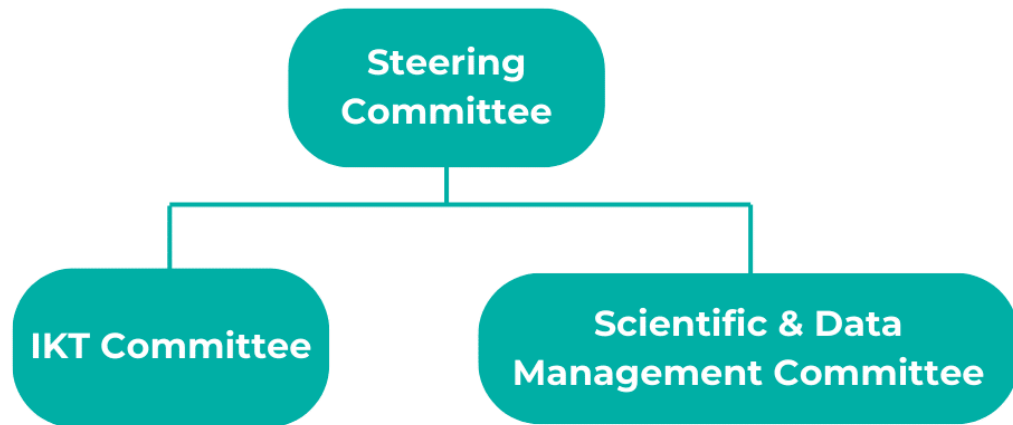 Steering
Committee
IKT Committee
Scientific & Data
Management Committee